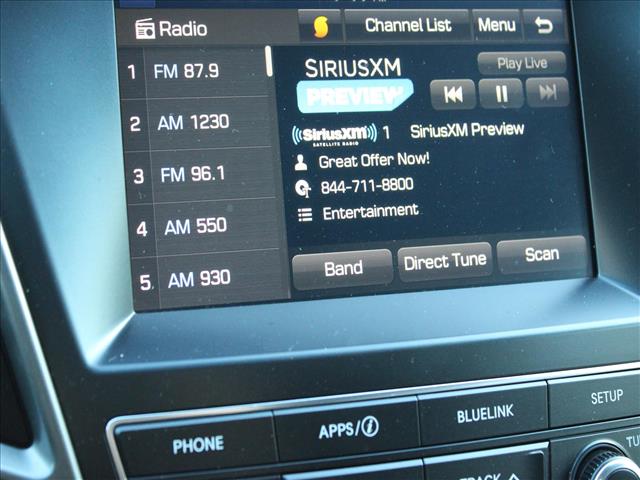 Radio Channel List Menu
1 FM 87.9
2 AM 1230
3 FM 96.1
4 AM 550
5 AM 930
SIRIUSXM
PREVIEW
Play Live
((SiriusXM))
SATELLITE RADIO
1 SiriusXM Preview
Great Offer Now!
844-711-8800
Entertainment
Band Direct Tune Scan
PHONE APPS/i BLUELINK SETUP
TRACK